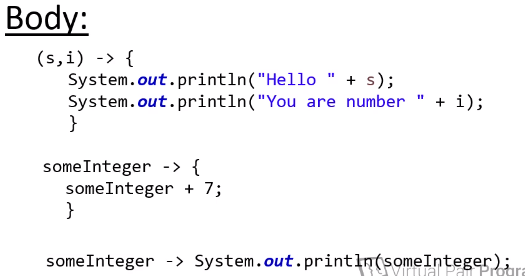 Body:
(s,i) -> {
System.out.println("Hello " + s);
System.out.println("You are number " + i);
}
someInteger -> {
someInteger + 7;
}
someInteger -> System.out.println(someInteger);
Virtual Pair Progra